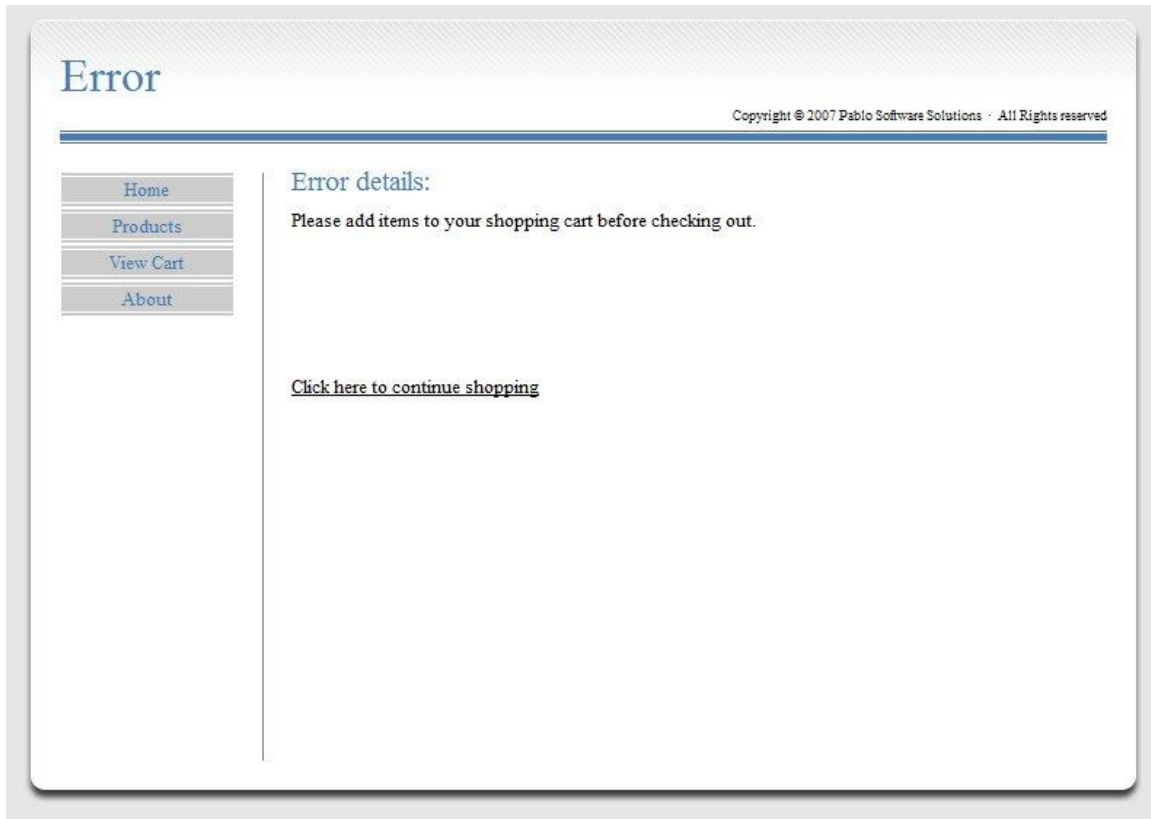 Error
Copyright © 2007 Pablo Software Solutions · All Rights reserved
Home
Products
View Cart
About
Error details:
Please add items to your shopping cart before checking out.
Click here to continue shopping